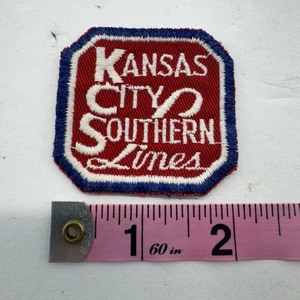 KANSAS
CITY
SOUTHERN
Lines
1 60 in 2